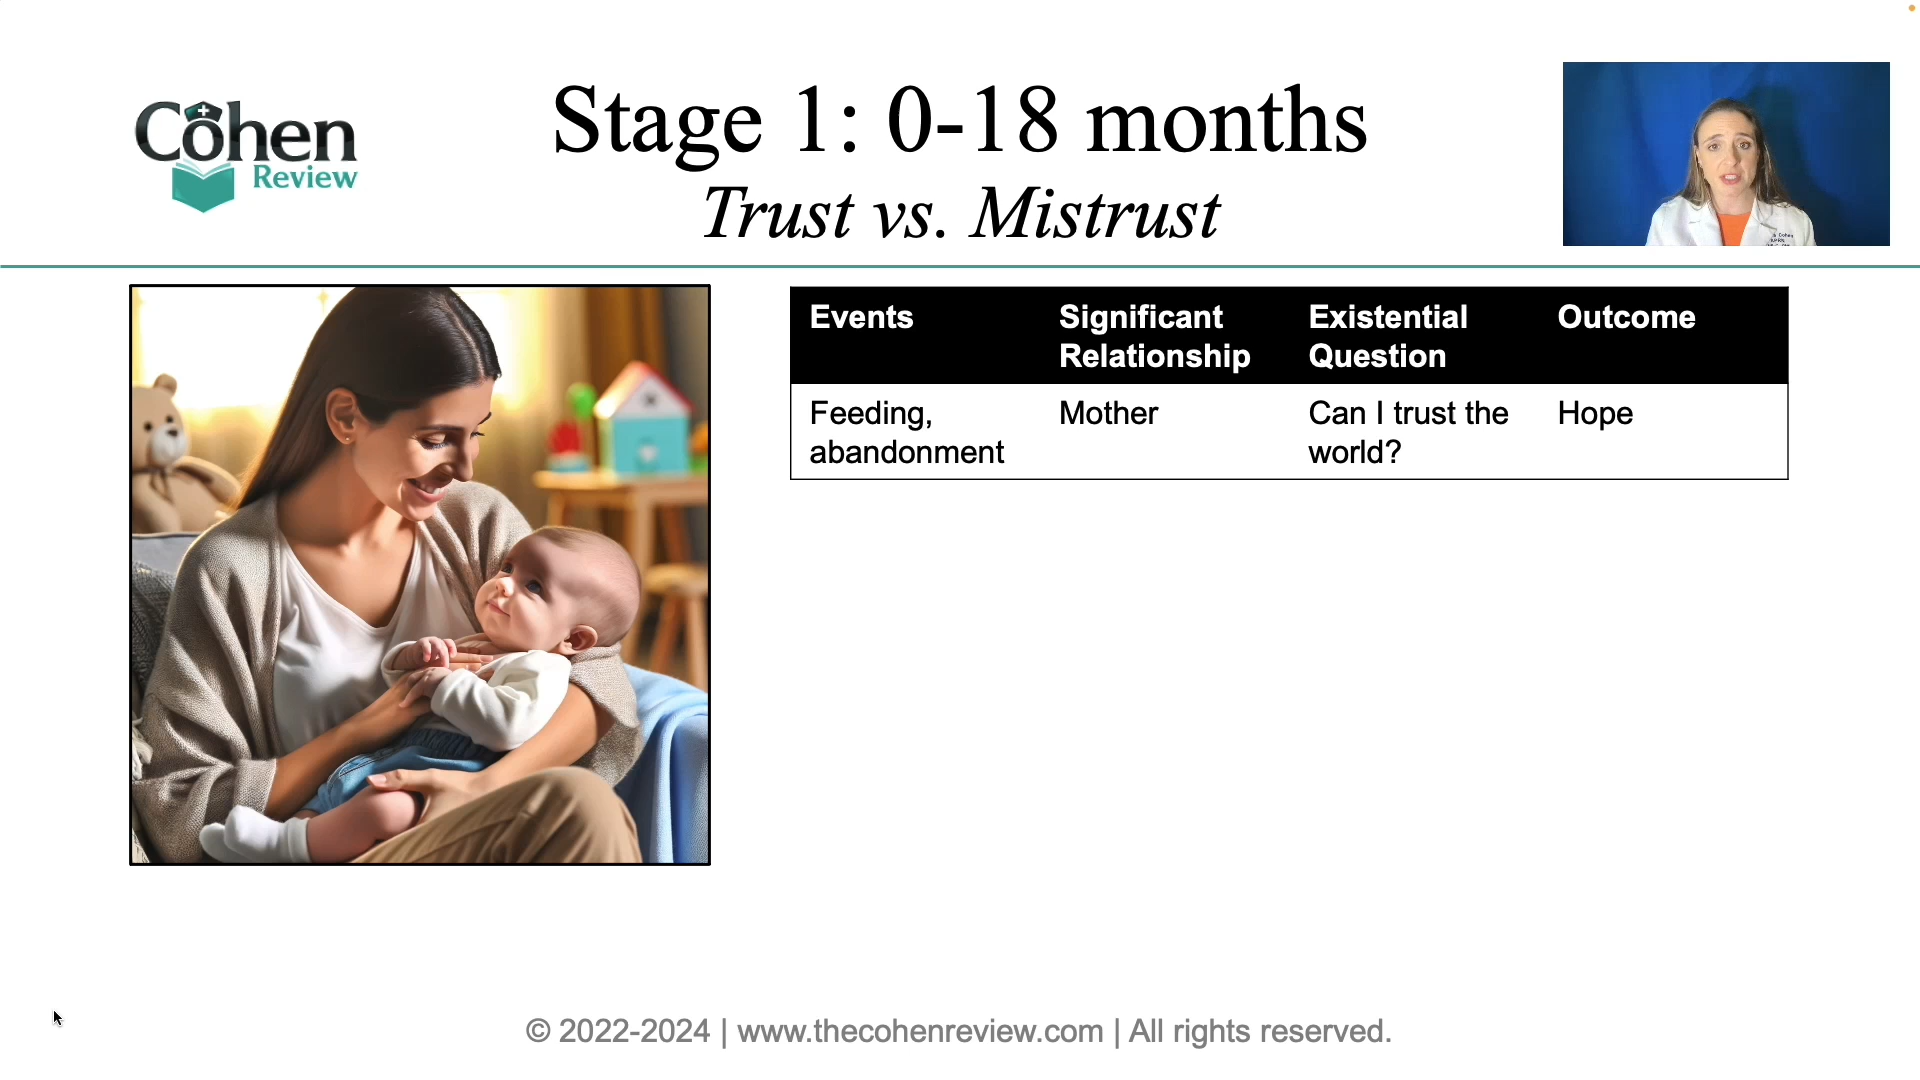 Cohen
Review
Stage 1: 0-18 months
Trust vs. Mistrust
Events
Significant
Relationship
Existential
Question
Outcome
Feeding,
abandonment
Mother
Can I trust the
world?
Hope
© 2022-2024 | www.thecohenreview.com | All rights reserved.